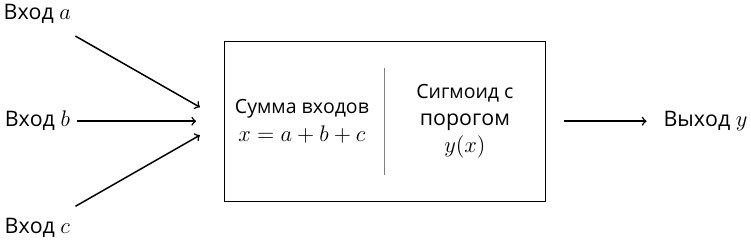 Вход a
Вход b
Вход c
Сумма входов
x = a + b + c
Сигмоид с
порогом
y(x)
Выход y